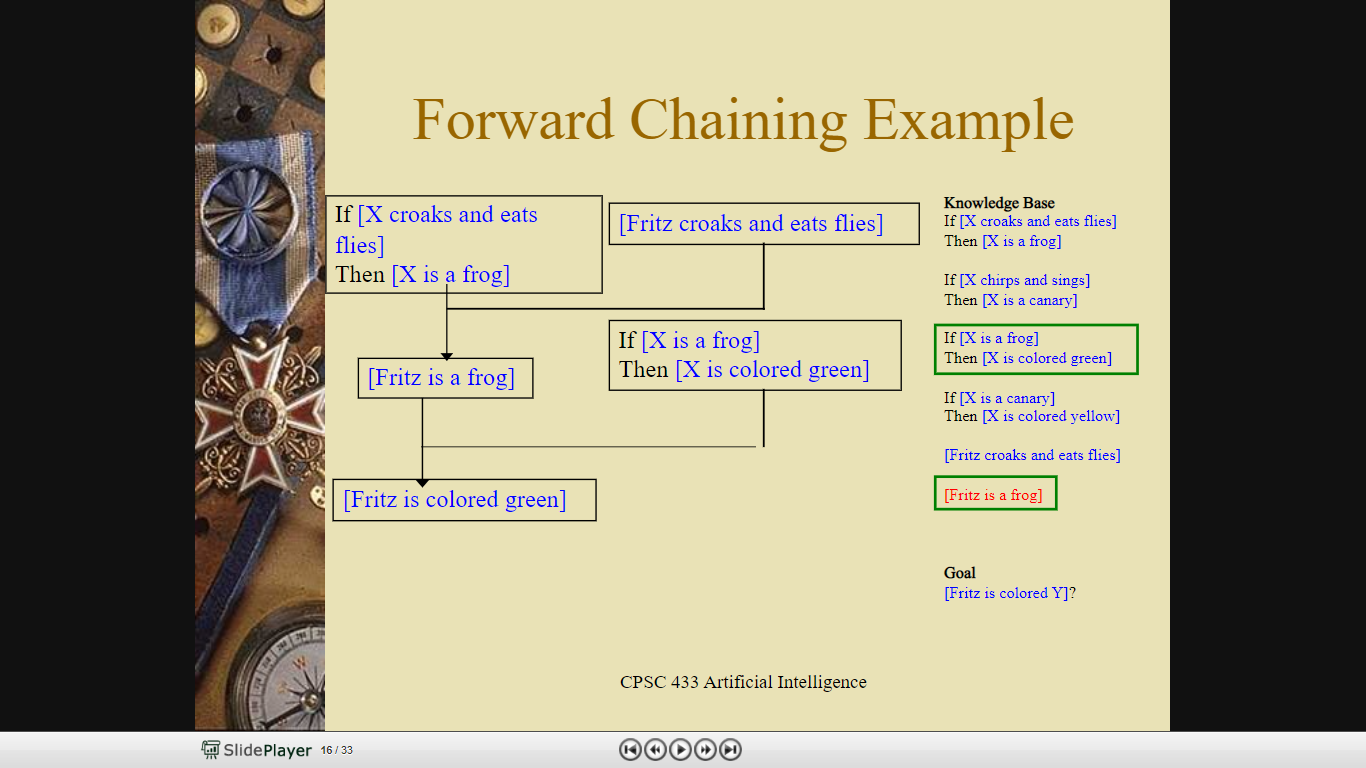 Forward Chaining Example
If [X croaks and eats
flies]
Then [X is a frog]
[Fritz croaks and eats flies]
[Fritz is a frog]
If [X is a frog]
Then [X is colored green]
[Fritz is colored green]
Knowledge Base
If [X croaks and eats flies]
Then [X is a frog]
If [X chirps and sings]
Then [X is a canary]
If [X is a frog]
Then [X is colored green]
If [X is a canary]
Then [X is colored yellow]
[Fritz croaks and eats flies]
[Fritz is a frog]
Goal
[Fritz is colored Y]?
CPSC 433 Artificial Intelligence
SlidePlayer
16 / 33